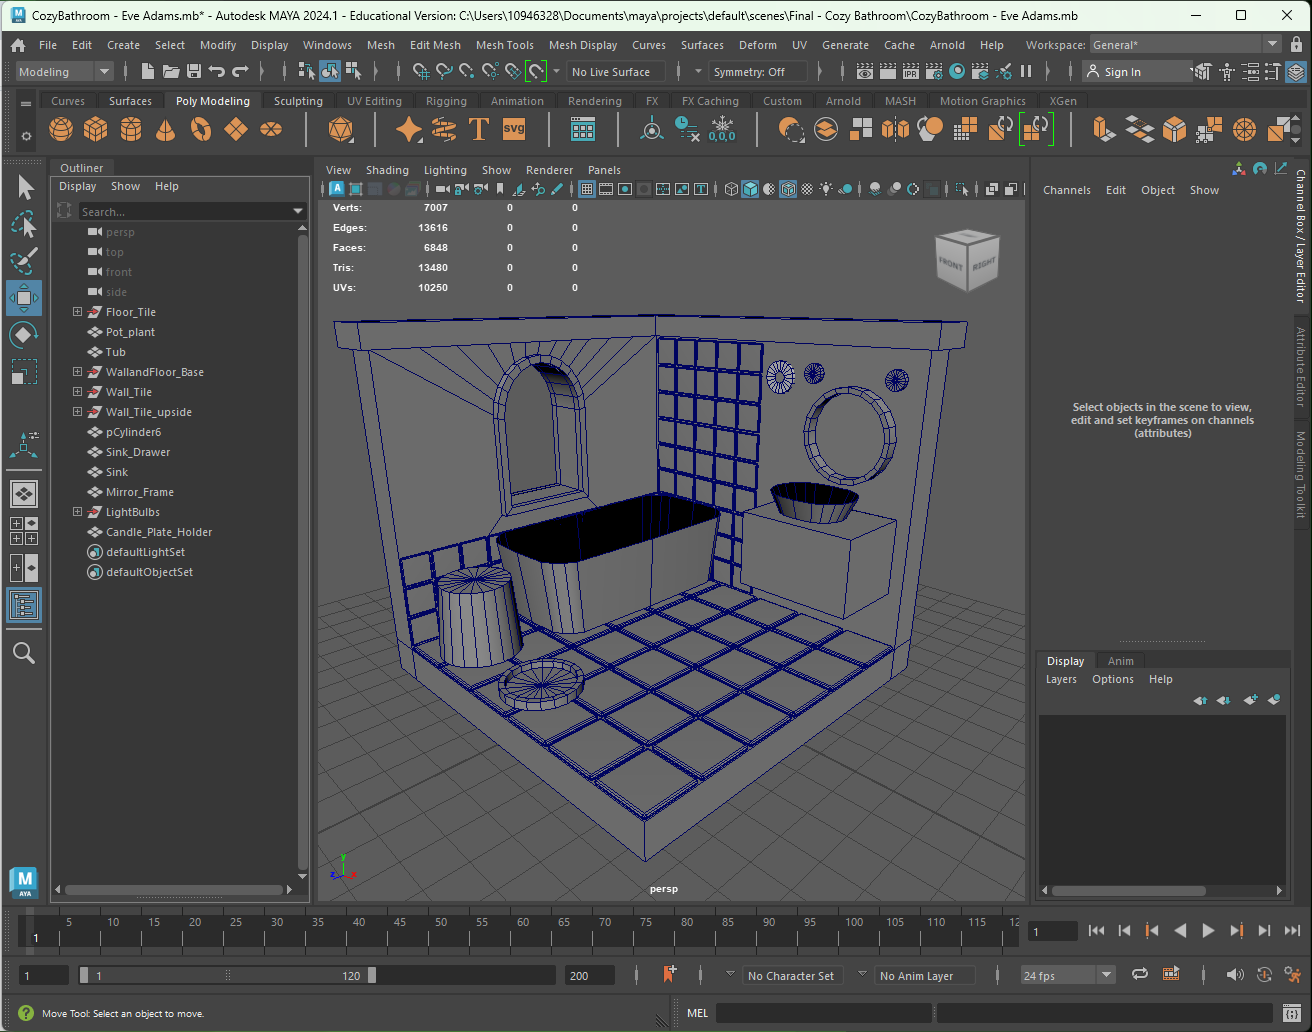 CozyBathroom - Eve Adams.mb* - Autodesk MAYA 2024.1 - Educational Version: C:\Users\10946328\Documents\maya\projects\default\scenes\Final - Cozy Bathroom\CozyBathroom - Eve Adams.mb
File Edit Create Select Modify Display Windows Mesh Edit Mesh Mesh Tools Mesh Display Curves Surfaces Deform UV Generate Cache Arnold Help Workspace: General*
Modeling No Live Surface Symmetry: Off IPR Sign In
Curves Surfaces Poly Modeling Sculpting UV Editing Rigging Animation Rendering FX FX Caching Custom Arnold MASH Motion Graphics XGen
T SVG 0,0,0
Outliner
Display Show Help
Search...
persp
top
front
side
Floor_Tile
Pot_plant
Tub
WallandFloor_Base
Wall_Tile
Wall_Tile_upside
pCylinder6
Sink_Drawer
Sink
Mirror_Frame
LightBulbs
Candle_Plate_Holder
defaultLightSet
defaultObjectSet
M
AYA
View Shading Lighting Show Renderer Panels
Verts: 7007 0 0
Edges: 13616 0 0
Faces: 6848 0 0
Tris: 13480 0 0
UVs: 10250 0 0
FRONT RIGHT
y
z x
persp
Channels Edit Object Show
Select objects in the scene to view,
edit and set keyframes on channels
(attributes)
Channel Box / Layer Editor
Attribute Editor
Modeling Toolkit
Display Anim
Layers Options Help
5 10 15 20 25 30 35 40 45 50 55 60 65 70 75 80 85 90 95 100 105 110 115 12
1
1
1 1 120 200 No Character Set No Anim Layer 24 fps
Move Tool: Select an object to move. MEL